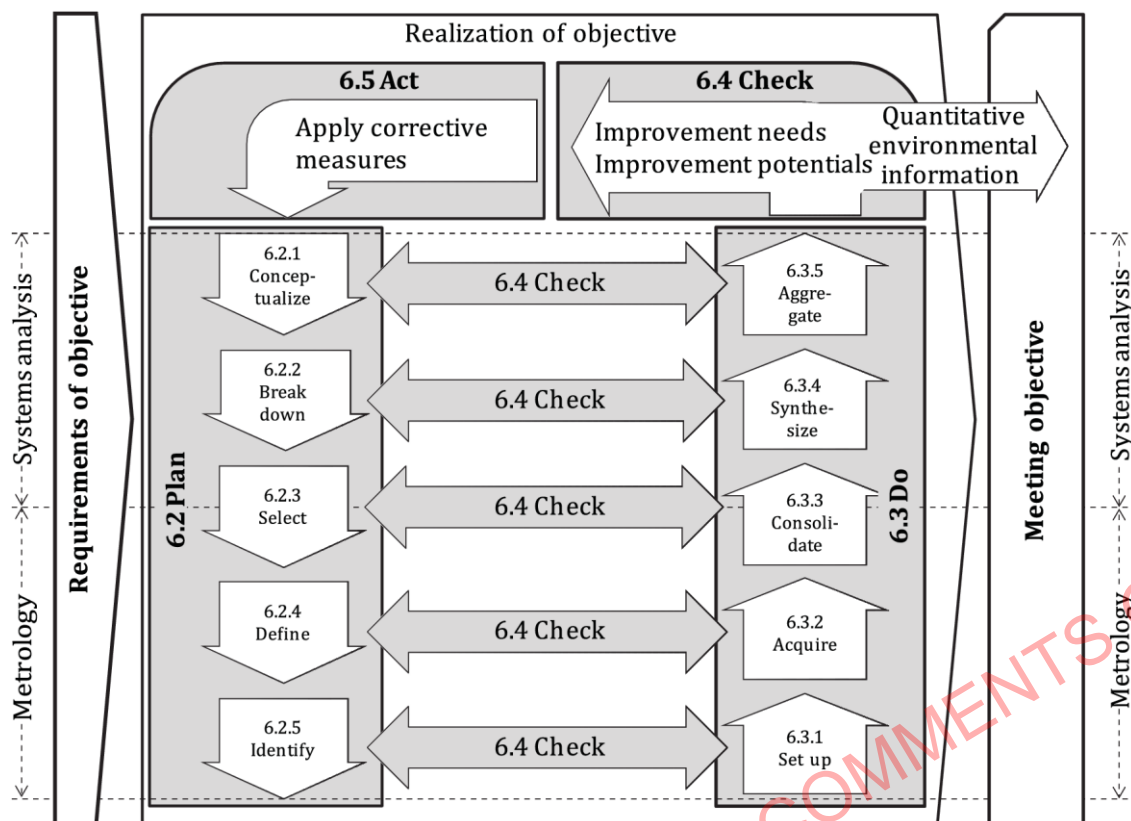 Realization of objective
6.5 Act
Apply corrective
measures
6.4 Check
Improvement needs
Improvement potentials
Quantitative
environmental
information
Systems analysis
Metrology
Requirements of objective
6.2 Plan
6.2.1
Concep-
tualize
6.2.2
Break
down
6.2.3
Select
6.2.4
Define
6.2.5
Identify
6.4 Check
6.4 Check
6.4 Check
6.4 Check
6.4 Check
6.3.5
Aggre-
gate
6.3.4
Synthe-
size
6.3.3
Consoli-
date
6.3.2
Acquire
6.3.1
Set up
6.3 Do
Meeting objective
Systems analysis
Metrology
COMMENTS